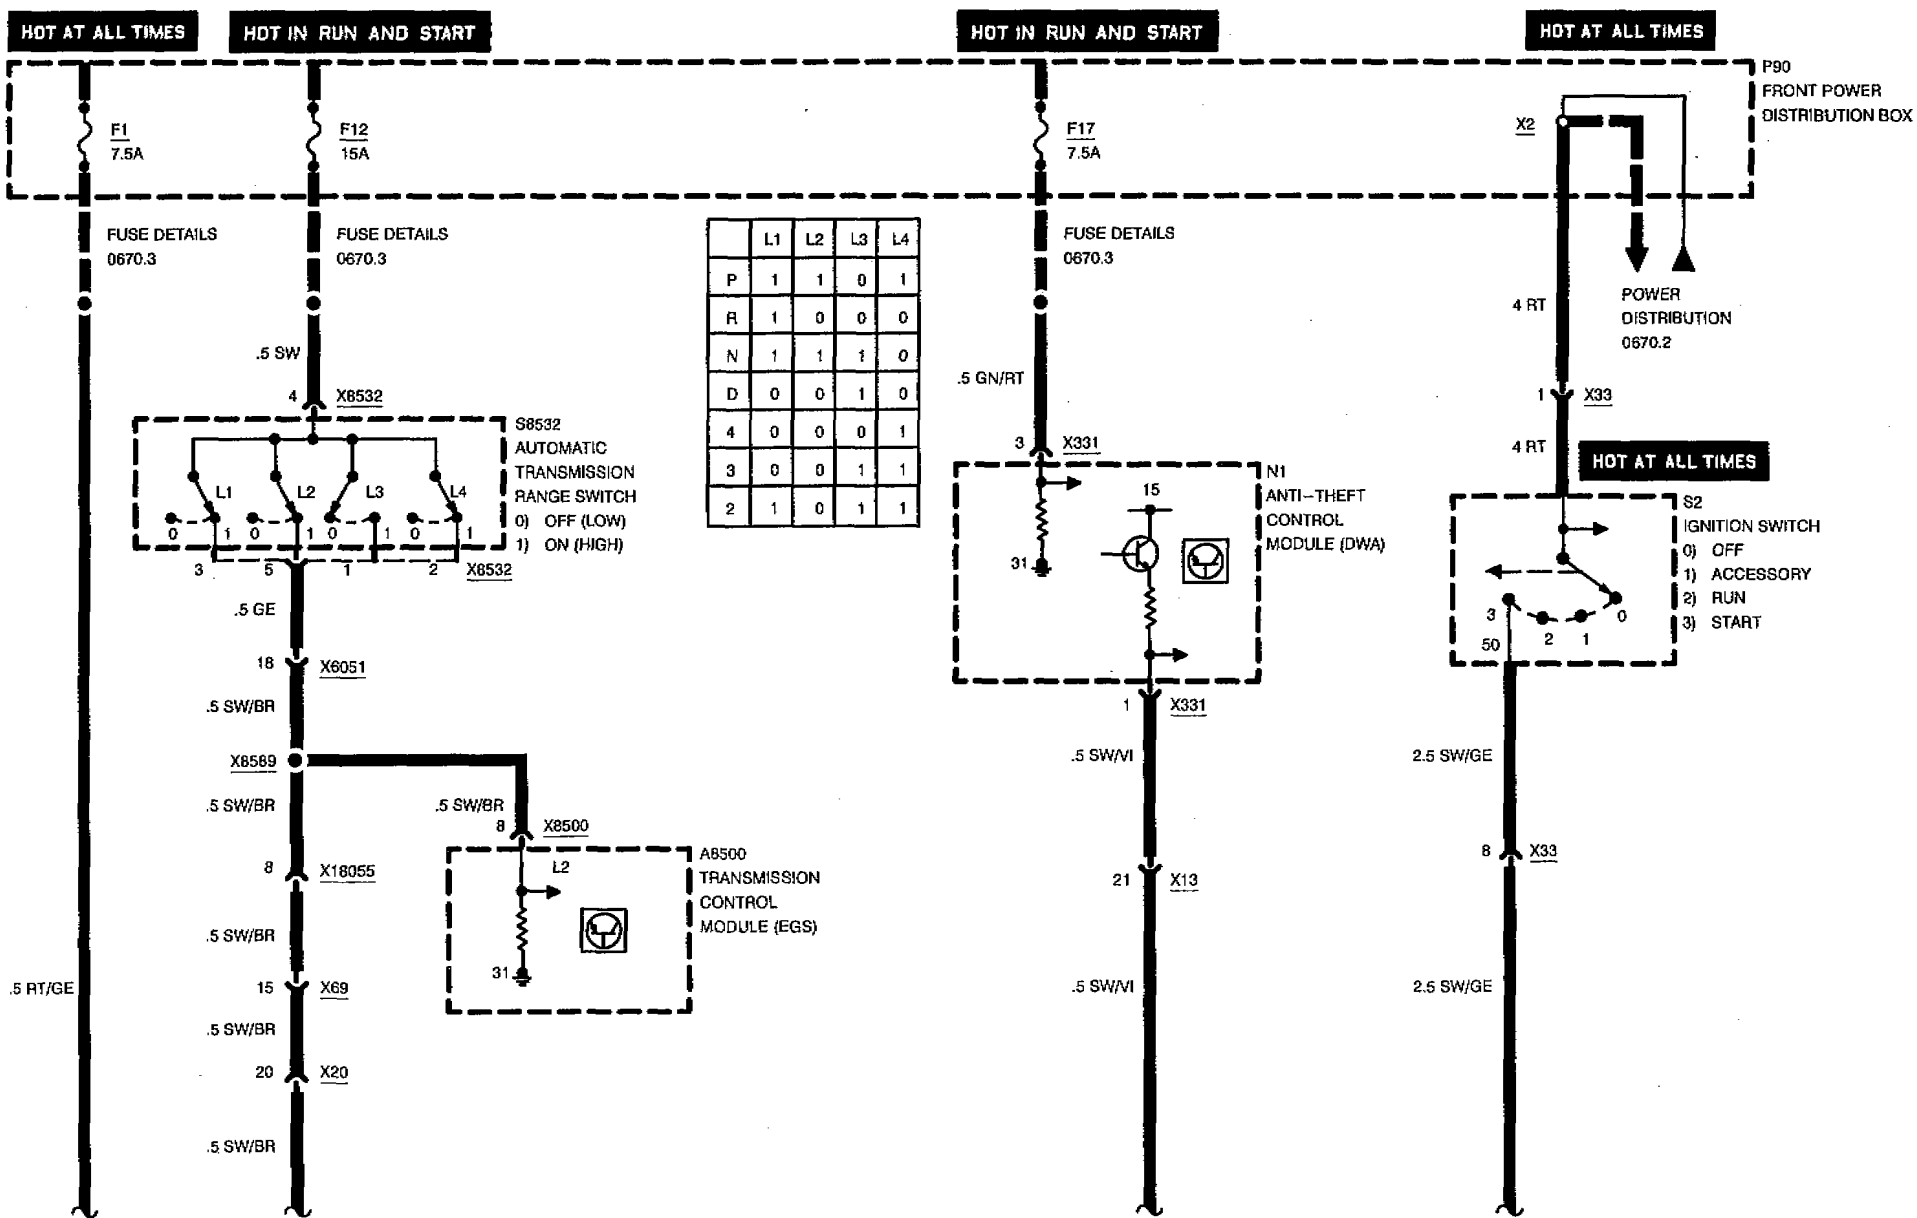 HOT AT ALL TIMES
HOT IN RUN AND START
HOT IN RUN AND START
HOT AT ALL TIMES
P90
FRONT POWER
DISTRIBUTION BOX
F1
7.5A
F12
15A
F17
7.5A
X2
FUSE DETAILS
0670.3
FUSE DETAILS
0670.3
FUSE DETAILS
0670.3
L1 L2 L3 L4
P 1 1 0 1
R 1 0 0 0
N 1 1 1 0
D 0 0 1 0
4 0 0 0 1
3 0 0 1 1
2 1 0 1 1
4 RT
POWER
DISTRIBUTION
0670.2
.5 SW
4 X8532
.5 GN/RT
3 X331
1 X33
4 RT
HOT AT ALL TIMES
S8532
AUTOMATIC
TRANSMISSION
RANGE SWITCH
0) OFF (LOW)
1) ON (HIGH)
L1 L2 L3 L4
0 1 0 1 0 1 0 1
3 5 1 2 X8532
N1
ANTI-THEFT
CONTROL
MODULE (DWA)
15
31
S2
IGNITION SWITCH
0) OFF
1) ACCESSORY
2) RUN
3) START
3 2 1 0
50
.5 GE
18 X6051
.5 SW/BR
1 X331
X8589
.5 SW/VI
2.5 SW/GE
.5 SW/BR
.5 SW/BR
8 X8500
8 X33
8 X18055
A8500
TRANSMISSION
CONTROL
MODULE (EGS)
L2
31
21 X13
.5 SW/BR
.5 RT/GE
15 X69
.5 SW/VI
2.5 SW/GE
.5 SW/BR
20 X20
.5 SW/BR